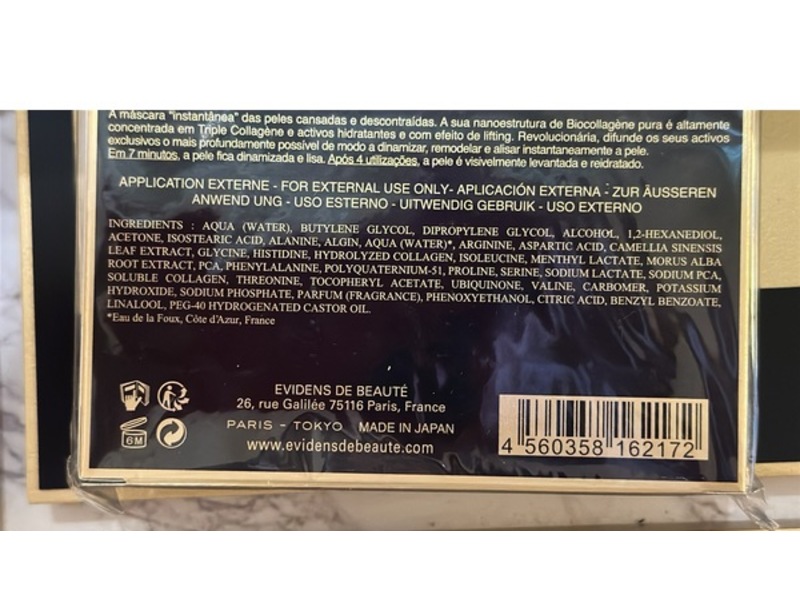 A máscara "instantânea" das peles cansadas e descontraídas. A sua nanoestrutura de Biocollagène pura é altamente
concentrada em Triple Collagène e activos hidratantes e com efeito de lifting. Revolucionária, difunde os seus activos
exclusivos o mais profundamente possível de modo a dinamizar, remodelar e alisar instantaneamente a pele.
Em 7 minutos, a pele fica dinamizada e lisa. Após 4 utilizações, a pele é visivelmente levantada e reidratado.
APPLICATION EXTERNE - FOR EXTERNAL USE ONLY- APLICACIÓN EXTERNA - ZUR ÄUSSEREN
ANWEND UNG - USO ESTERNO - UITWENDIG GEBRUIK - USO EXTERNO
INGREDIENTS : AQUA (WATER), BUTYLENE GLYCOL, DIPROPYLENE GLYCOL, ALCOHOL, 1,2-HEXANEDIOL,
ACETONE, ISOSTEARIC ACID, ALANINE, ALGIN, AQUA (WATER)*, ARGININE, ASPARTIC ACID, CAMELLIA SINENSIS
LEAF EXTRACT, GLYCINE, HISTIDINE, HYDROLYZED COLLAGEN, ISOLEUCINE, MENTHYL LACTATE, MORUS ALBA
ROOT EXTRACT, PCA, PHENYLALANINE, POLYQUATERNIUM-51, PROLINE, SERINE, SODIUM LACTATE, SODIUM PCA,
SOLUBLE COLLAGEN, THREONINE, TOCOPHERYL ACETATE, UBIQUINONE, VALINE, CARBOMER, POTASSIUM
HYDROXIDE, SODIUM PHOSPHATE, PARFUM (FRAGRANCE), PHENOXYETHANOL, CITRIC ACID, BENZYL BENZOATE,
LINALOOL, PEG-40 HYDROGENATED CASTOR OIL.
*Eau de la Foux, Côte d'Azur, France
EVIDENS DE BEAUTÉ
26, rue Galilée 75116 Paris, France
PARIS - TOKYO MADE IN JAPAN
www.evidensdebeaute.com
6M
4 560358 162172